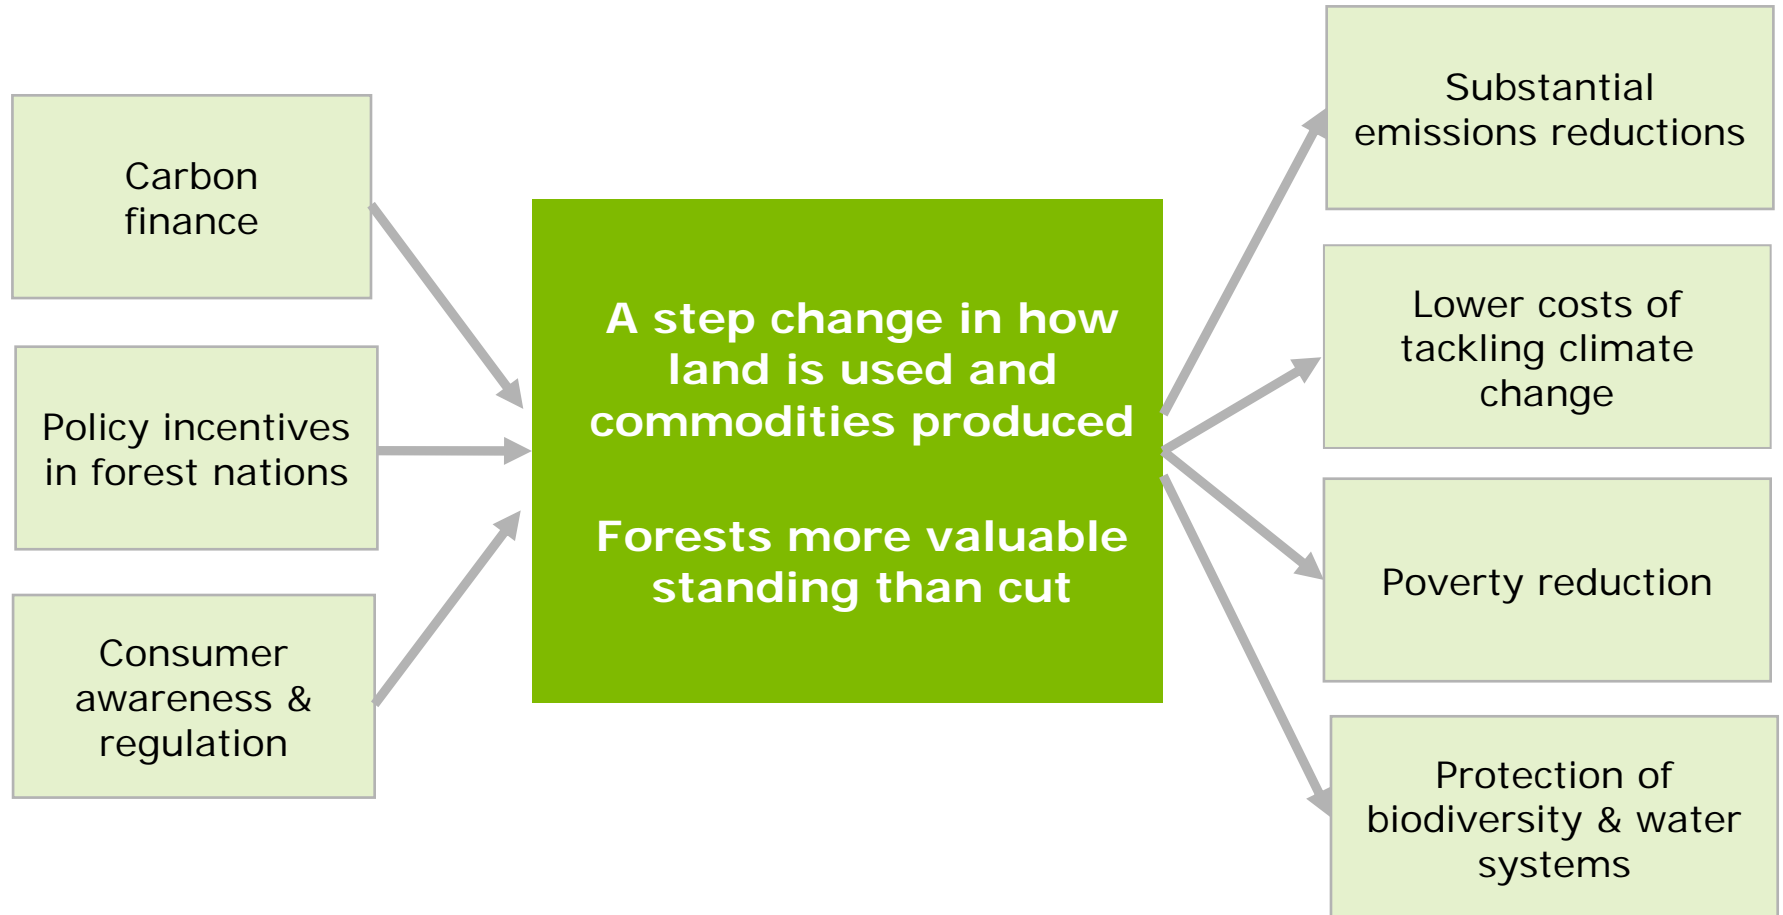 Carbon
finance
Policy incentives
in forest nations
Consumer
awareness &
regulation
A step change in how
land is used and
commodities produced
Forests more valuable
standing than cut
Substantial
emissions reductions
Lower costs of
tackling climate
change
Poverty reduction
Protection of
biodiversity & water
systems